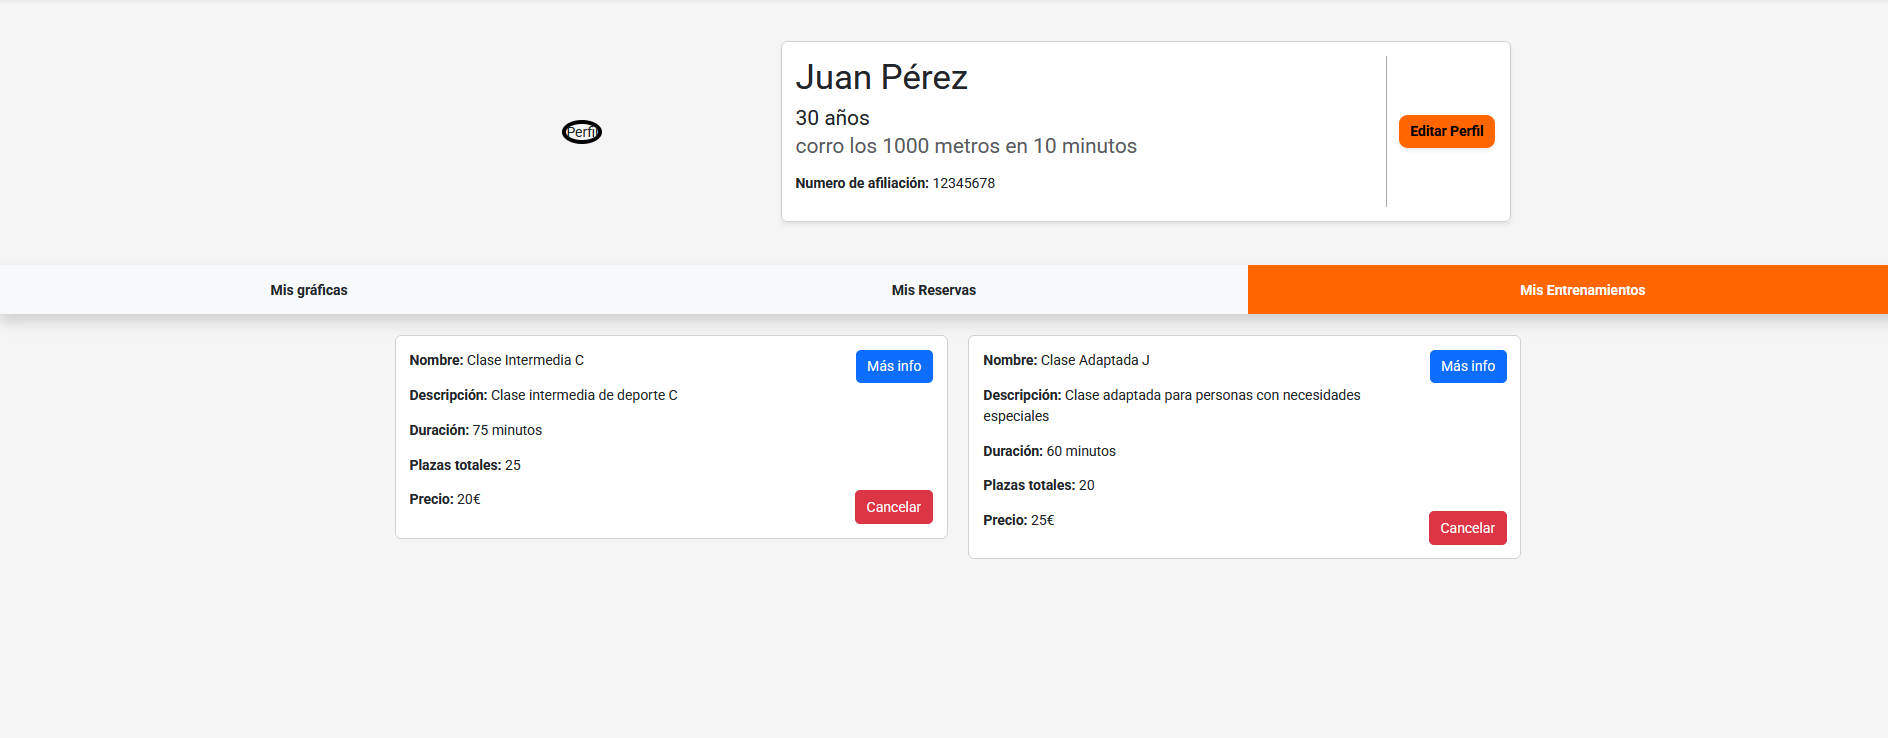 Perfil
Juan Pérez
30 años
corro los 1000 metros en 10 minutos
Numero de afiliación: 12345678
Editar Perfil
Mis gráficas
Mis Reservas
Mis Entrenamientos
Nombre: Clase Intermedia C
Más info
Descripción: Clase intermedia de deporte C
Duración: 75 minutos
Plazas totales: 25
Precio: 20€
Cancelar
Nombre: Clase Adaptada J
Más info
Descripción: Clase adaptada para personas con necesidades
especiales
Duración: 60 minutos
Plazas totales: 20
Precio: 25€
Cancelar